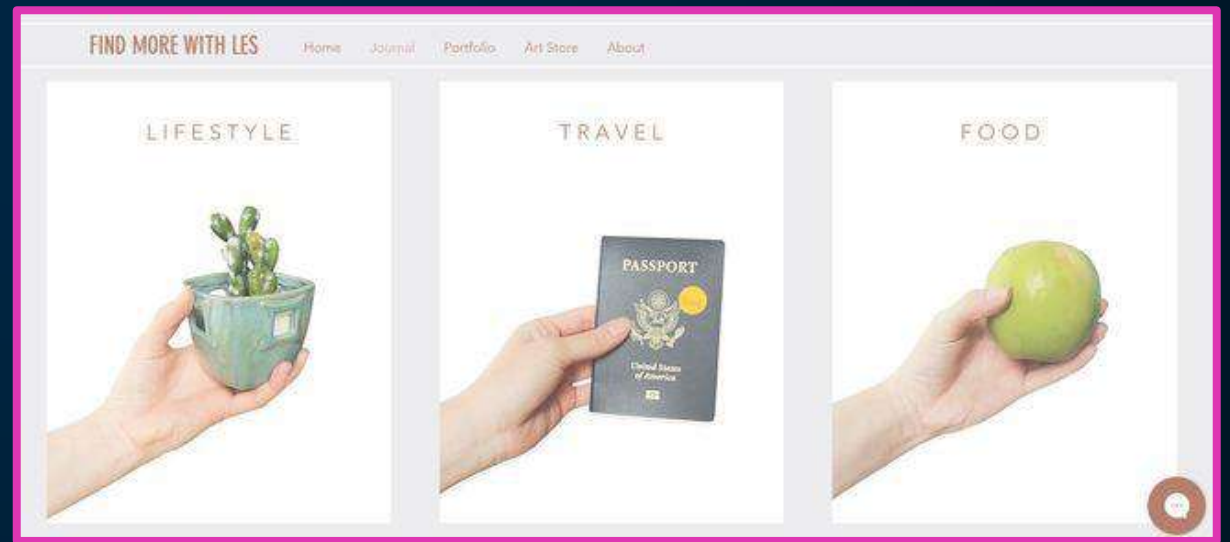 FIND MORE WITH LES Home Journal Portfolio Art Store About
LIFESTYLE
TRAVEL
FOOD
PASSPORT
United States
of America